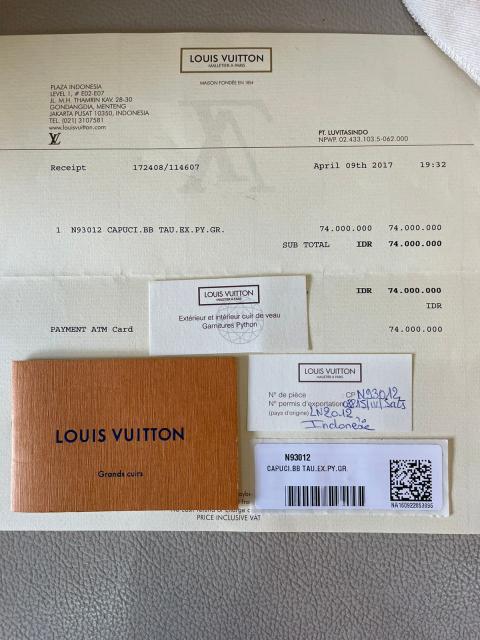 LOUIS VUITTON
MALLETIER À PARIS
MAISON FONDÉE EN 1854
PLAZA INDONESIA
LEVEL 1, # E02-E07
JL. M.H. THAMRIN KAV. 28-30
GONDANGDIA, MENTENG
JAKARTA PUSAT 10350, INDONESIA
TEL. (021) 3107581
www.louisvuitton.com
LV
PT. LUVITASINDO
NPWP. 02.433.103.5-062.000
Receipt 172408/114607 April 09th 2017 19:32
1 N93012 CAPUCI.BB TAU.EX.PY.GR. 74.000.000 74.000.000
SUB TOTAL IDR 74.000.000
IDR 74.000.000
IDR
PAYMENT ATM Card 74.000.000
LOUIS VUITTON
MALLETIER À PARIS
Extérieur et intérieur cuir de veau
Garnitures Python
LOUIS VUITTON
Grands cuirs
LOUIS VUITTON
MALLETIER À PARIS
N° de pièce CP N93012
N° permis d'exportation
(pays d'origine) LN2012
Indonesie
N93012
CAPUCI.BB TAU.EX.PY.GR.
NA160922653095
PRICE INCLUSIVE VAT